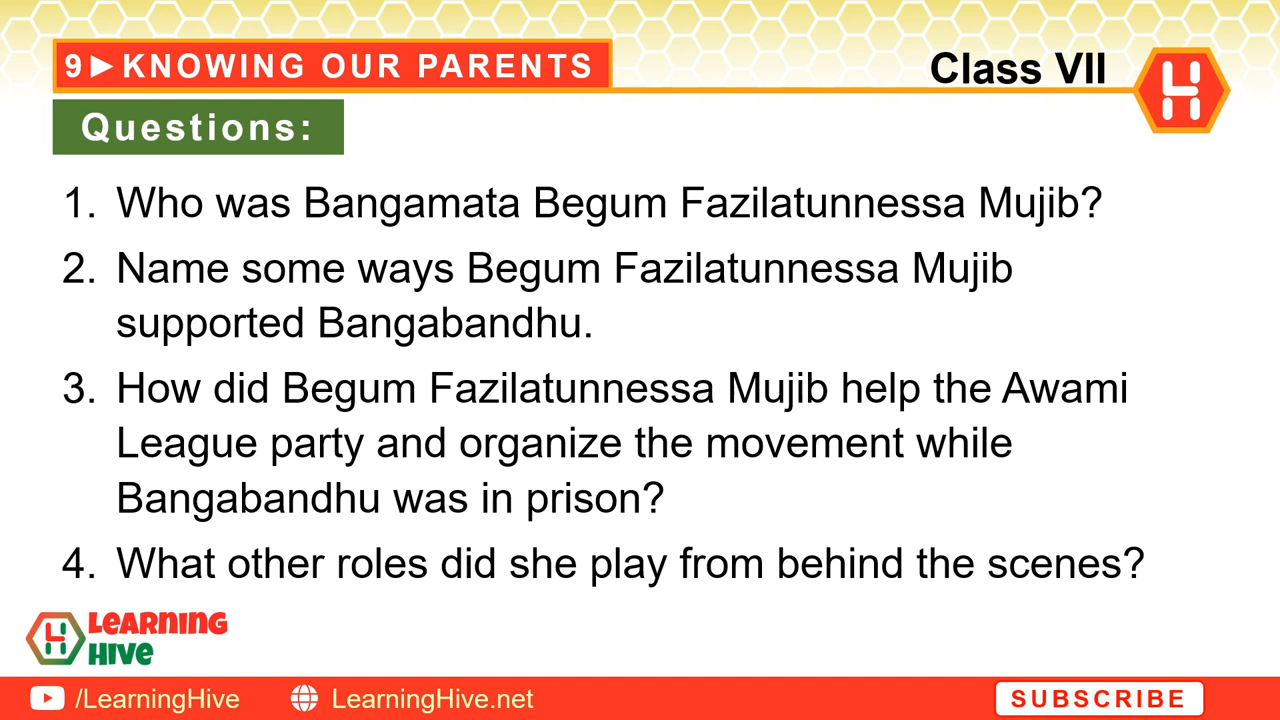 9►KNOWING OUR PARENTS
Class VII
Questions:
1. Who was Bangamata Begum Fazilatunnessa Mujib?
2. Name some ways Begum Fazilatunnessa Mujib
supported Bangabandhu.
3. How did Begum Fazilatunnessa Mujib help the Awami
League party and organize the movement while
Bangabandhu was in prison?
4. What other roles did she play from behind the scenes?
Learning
Hive
/LearningHive
LearningHive.net
SUBSCRIBE